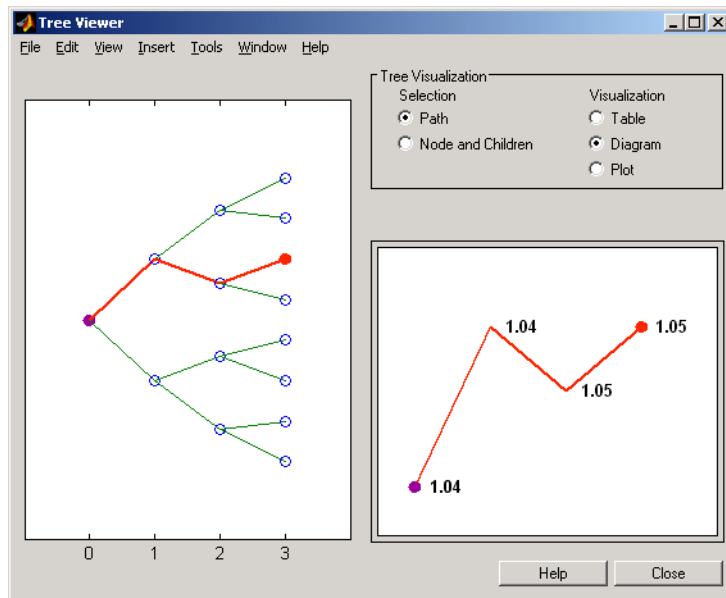 Tree Viewer
File Edit View Insert Tools Window Help
Tree Visualization
Selection
Visualization
Path
Table
Node and Children
Diagram
Plot
1.04
1.05
1.05
1.04
0 1 2 3
Help
Close